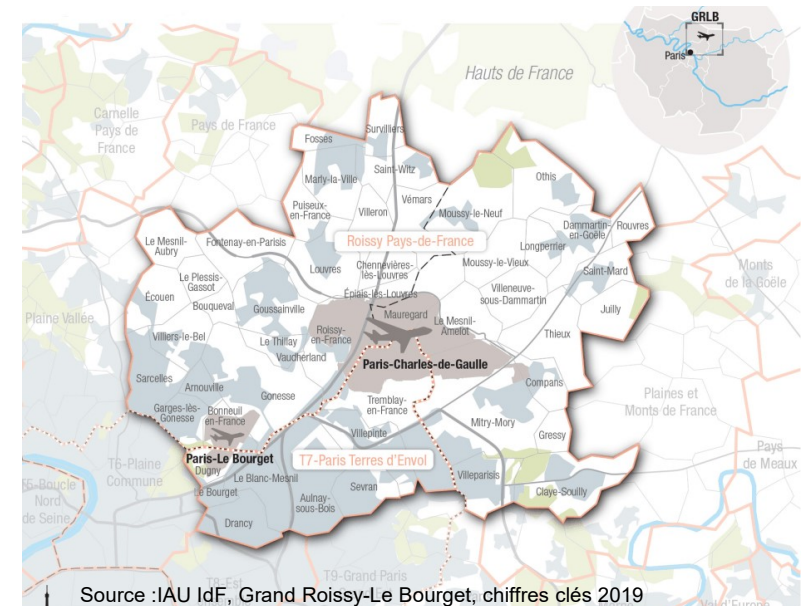 GRLB
Paris
Hauts de France
Carnelle
Pays de
France
Pays de France
Survilliers
Fosses
Saint-Witz
Marly-la-Ville
Othis
Puiseux-
en-France
Vémars
Villeron
Moussy-le-Neuf
Dammartin-
en-Goële
Rouvres
Le Mesnil-
Aubry
Fontenay-en-Parisis
Roissy Pays-de-France
Longperrier
Louvres
Chennevières-
lès-Louvres
Moussy-le-Vieux
Saint-Mard
Monts
de la Goële
Le Plessis-
Gassot
Écouen
Bouqueval
Goussainville
Épiais-lès-Louvres
Villeneuve-
sous-Dammartin
Juilly
Mauregard
Le Mesnil-
Amelot
Plaine Vallée
Villiers-le-Bel
Le Thillay
Roissy-
en-France
Thieux
Vaudherland
Paris-Charles-de-Gaulle
Sarcelles
Arnouville
Compans
Garges-lès-
Gonesse
Bonneuil
en-France
Gonesse
Tremblay-
en-France
Plaines et
Monts de France
Mitry-Mory
Villepinte
Gressy
Paris-Le Bourget
T7-Paris Terres d'Envol
Pays
de Meaux
T6-Plaine
Commune
Dugny
Le Blanc-Mesnil
Villeparisis
T6-Boucle
Nord
de Seine
Le Bourget
Sevran
Claye-Souilly
Aulnay-
sous-Bois
Drancy
T8-Est
T9-Grand Paris
Val d'Europe
Source :IAU IdF, Grand Roissy-Le Bourget, chiffres clés 2019